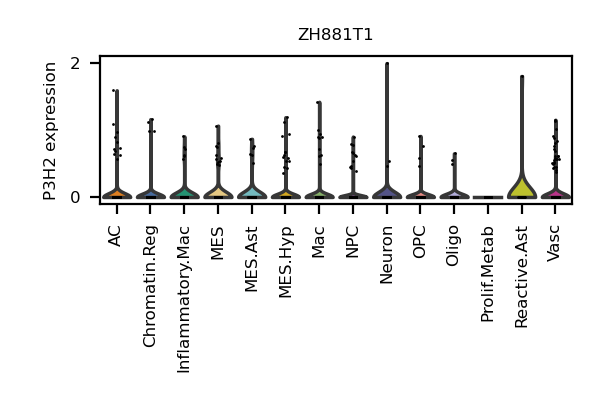 ZH881T1
P3H2 expression
2
0
AC
Chromatin.Reg
Inflammatory.Mac
MES
MES.Ast
MES.Hyp
Mac
NPC
Neuron
OPC
Oligo
Prolif.Metab
Reactive.Ast
Vasc